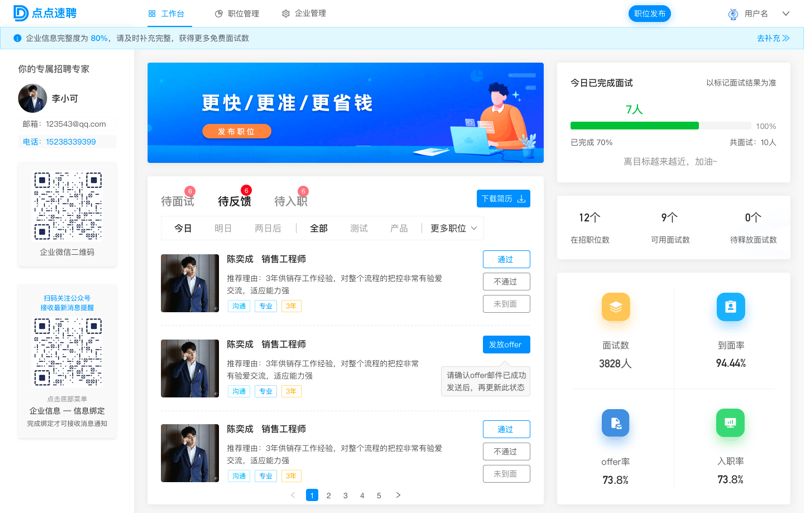 点点速聘
工作台
职位管理
企业管理
职位发布
用户名
企业信息完整度为 80%，请及时补充完整，获得更多免费面试数
去补充
你的专属招聘专家
李小可
邮箱：123543@qq.com
电话：15238339399
企业微信二维码
扫码关注公众号
接收最新消息提醒
点击底部菜单
企业信息 — 信息绑定
完成绑定才可接收消息通知
更快/更准/更省钱
发布职位
待面试 6
待反馈 6
待入职 6
下载简历
今日 明日 两日后 全部 测试 产品 更多职位
陈奕成 销售工程师
推荐理由：3年供销存工作经验，对整个流程的把控非常有验爱
交流，适应能力强
沟通 专业 3年
通过
不通过
未到面
陈奕成 销售工程师
推荐理由：3年供销存工作经验，对整个流程的把控非常
有验爱交流，适应能力强
沟通 专业 3年
发放offer
请确认offer邮件已成功
发送后，再更新此状态
陈奕成 销售工程师
推荐理由：3年供销存工作经验，对整个流程的把控非常有验爱
交流，适应能力强
沟通 专业 3年
通过
不通过
未到面
1 2 3 4 5
今日已完成面试
以标记面试结果为准
7人
100%
已完成 70%
共面试：10人
离目标越来越近，加油~
12个 9个 0个
在招职位数 可用面试数 待释放面试数
面试数
3828人
到面率
94.44%
offer率
73.8%
入职率
73.8%